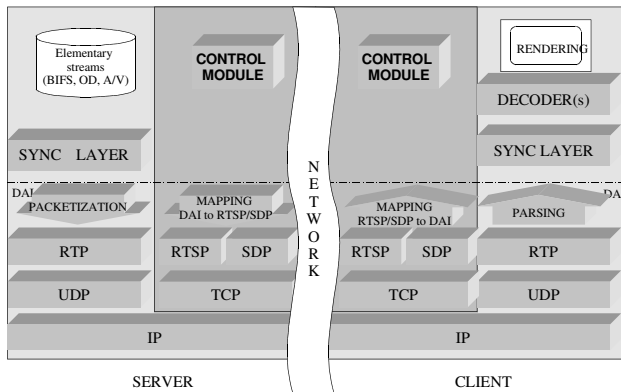 Elementary
streams
(BIFS, OD, A/V)
SYNC LAYER
CONTROL
MODULE
DAI
PACKETIZATION
MAPPING
DAI to RTSP/SDP
RTP
RTSP
SDP
UDP
TCP
IP
SERVER
NETWORK
CONTROL
MODULE
RENDERING
DECODER(s)
SYNC LAYER
DA
MAPPING
RTSP/SDP to DAI
PARSING
RTSP
SDP
RTP
TCP
UDP
IP
CLIENT